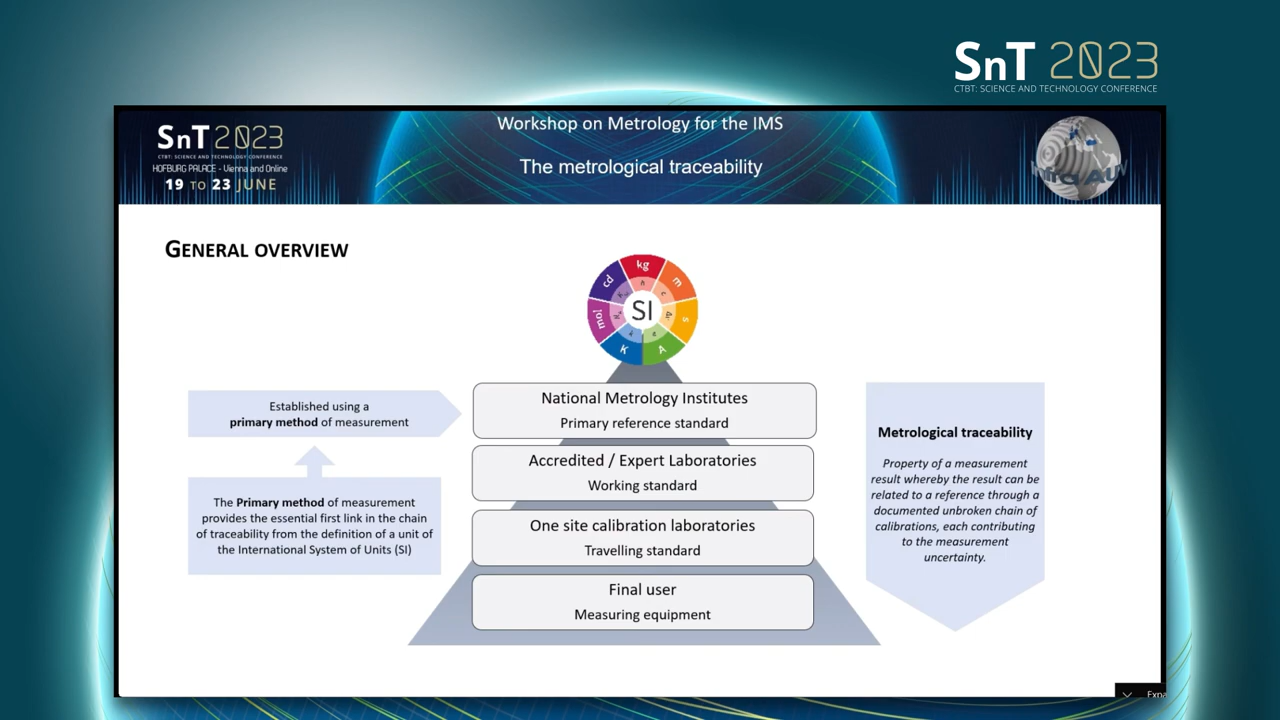 SnT 2023
CTBT: SCIENCE AND TECHNOLOGY CONFERENCE
SnT 2023
CTBT: SCIENCE AND TECHNOLOGY CONFERENCE
HOFBURG PALACE - Vienna and Online
19 TO 23 JUNE
Workshop on Metrology for the IMS
The metrological traceability
Infra AUV
GENERAL OVERVIEW
kg
m
s
A
K
mol
cd
SI
Established using a
primary method of measurement
The Primary method of measurement
provides the essential first link in the chain
of traceability from the definition of a unit of
the International System of Units (SI)
National Metrology Institutes
Primary reference standard
Accredited / Expert Laboratories
Working standard
One site calibration laboratories
Travelling standard
Final user
Measuring equipment
Metrological traceability
Property of a measurement
result whereby the result can be
related to a reference through a
documented unbroken chain of
calibrations, each contributing
to the measurement
uncertainty.